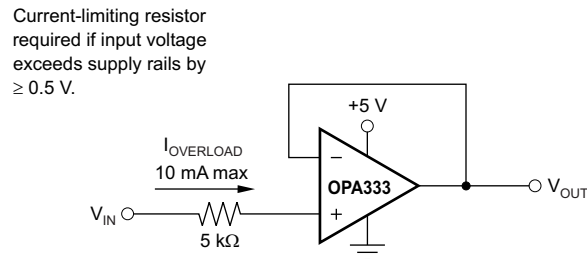 Current-limiting resistor
required if input voltage
exceeds supply rails by
≥ 0.5 V.
+5 V
I_OVERLOAD
10 mA max
−
OPA333
V_OUT
V_IN
+
5 kΩ